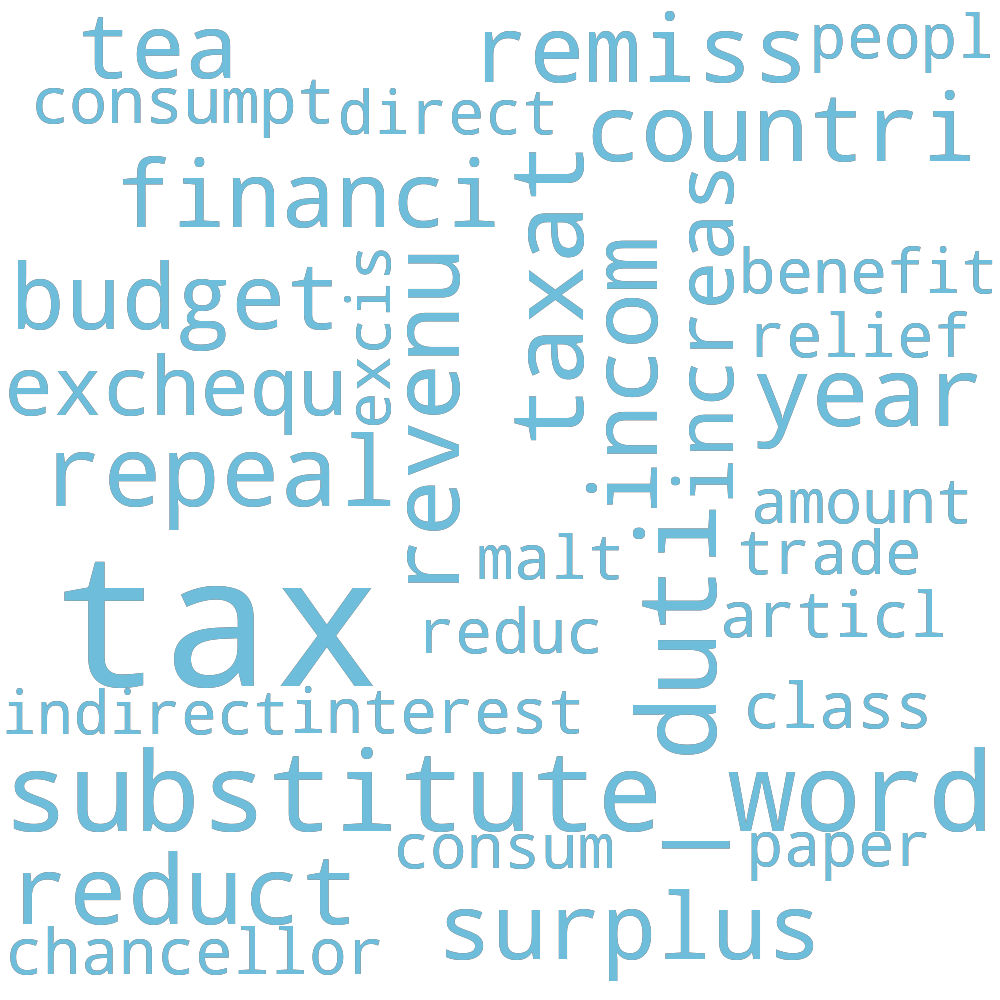 tea
remiss
peopl
consumpt
direct
countri
financi
taxat
increas
incom
budget
excis
revenu
benefit
relief
exchequ
year
repeal
amount
malt
trade
tax
duti
reduc
articl
indirect
interest
class
substitute_word
consum
paper
reduct
surplus
chancellor